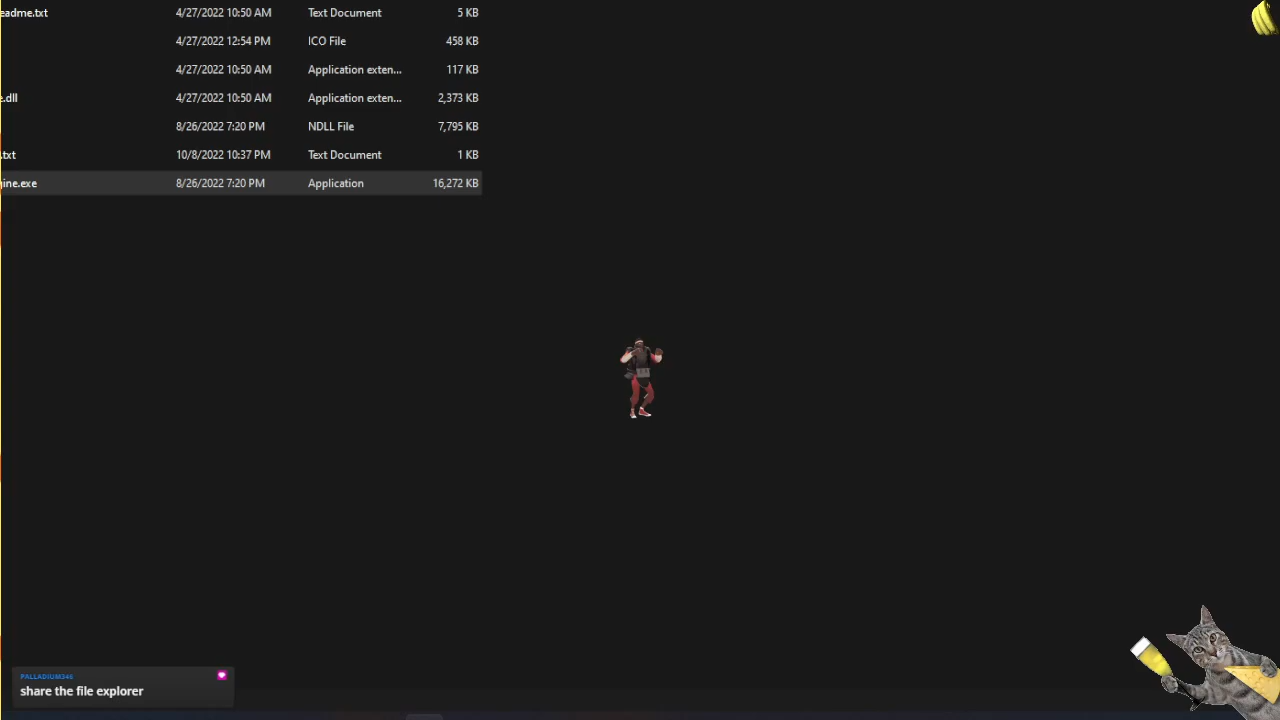 eadme.txt 4/27/2022 10:50 AM Text Document 5 KB
4/27/2022 12:54 PM ICO File 458 KB
4/27/2022 10:50 AM Application exten... 117 KB
e.dll 4/27/2022 10:50 AM Application exten... 2,373 KB
8/26/2022 7:20 PM NDLL File 7,795 KB
.txt 10/8/2022 10:37 PM Text Document 1 KB
ine.exe 8/26/2022 7:20 PM Application 16,272 KB
PALLADIUM346
share the file explorer